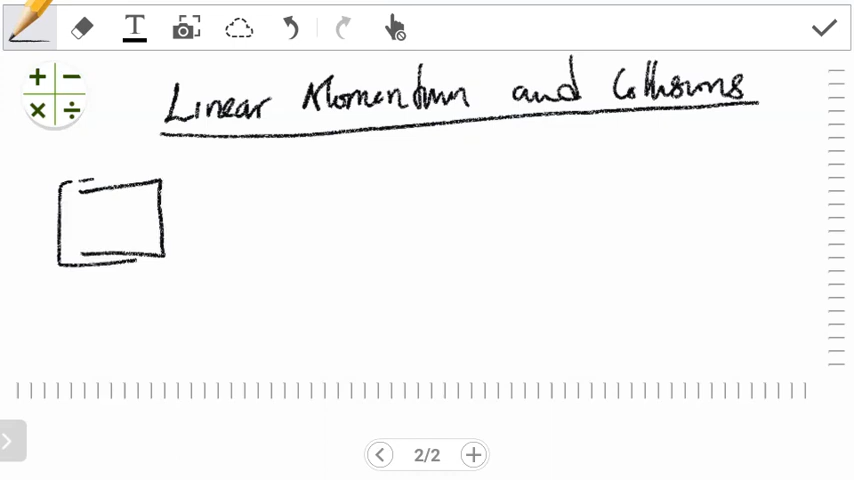 T
Linear Momentum and Collisions
+ −
× ÷
2/2